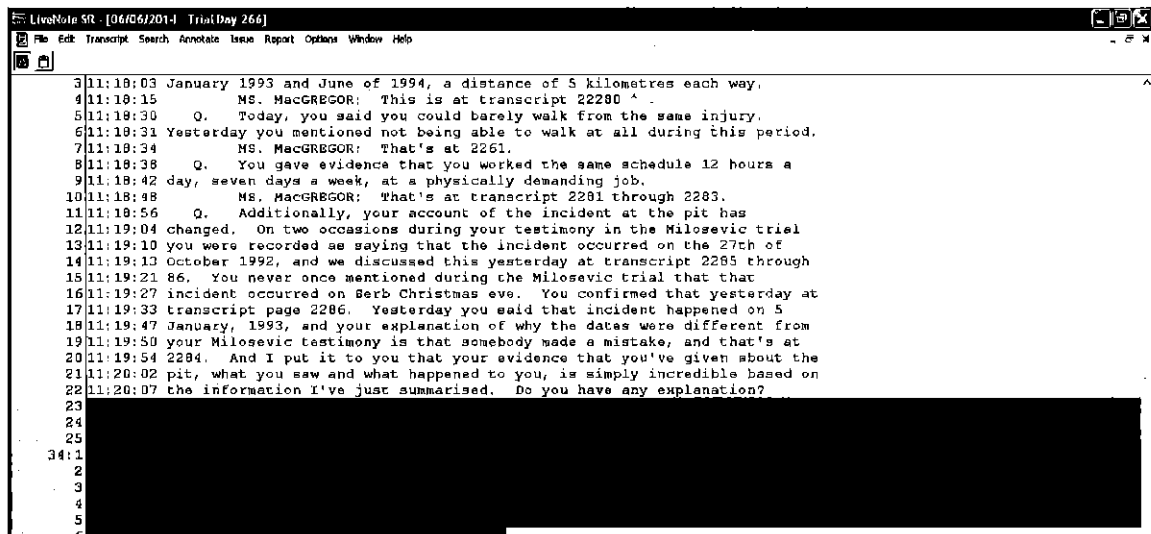 LiveNote SR - [06/06/201-I Trial Day 266]
File Edit Transcript Search Annotate Issue Report Options Window Help
3 11:18:03 January 1993 and June of 1994, a distance of 5 kilometres each way.
4 11:18:15 MS. MacGREGOR: This is at transcript 22280 ^ .
5 11:18:30 Q. Today, you said you could barely walk from the same injury.
6 11:18:31 Yesterday you mentioned not being able to walk at all during this period.
7 11:18:34 MS. MacGREGOR: That's at 2261.
8 11:18:38 Q. You gave evidence that you worked the same schedule 12 hours a
9 11:18:42 day, seven days a week, at a physically demanding job.
10 11:18:48 MS. MacGREGOR: That's at transcript 2281 through 2283.
11 11:18:56 Q. Additionally, your account of the incident at the pit has
12 11:19:04 changed. On two occasions during your testimony in the Milosevic trial
13 11:19:10 you were recorded as saying that the incident occurred on the 27th of
14 11:19:13 October 1992, and we discussed this yesterday at transcript 2285 through
15 11:19:21 86. You never once mentioned during the Milosevic trial that that
16 11:19:27 incident occurred on Serb Christmas eve. You confirmed that yesterday at
17 11:19:33 transcript page 2286. Yesterday you said that incident happened on 5
18 11:19:47 January, 1993, and your explanation of why the dates were different from
19 11:19:50 your Milosevic testimony is that somebody made a mistake, and that's at
20 11:19:54 2284. And I put it to you that your evidence that you've given about the
21 11:20:02 pit, what you saw and what happened to you, is simply incredible based on
22 11:20:07 the information I've just summarised. Do you have any explanation?
23
24
25
34:1
2
3
4
5